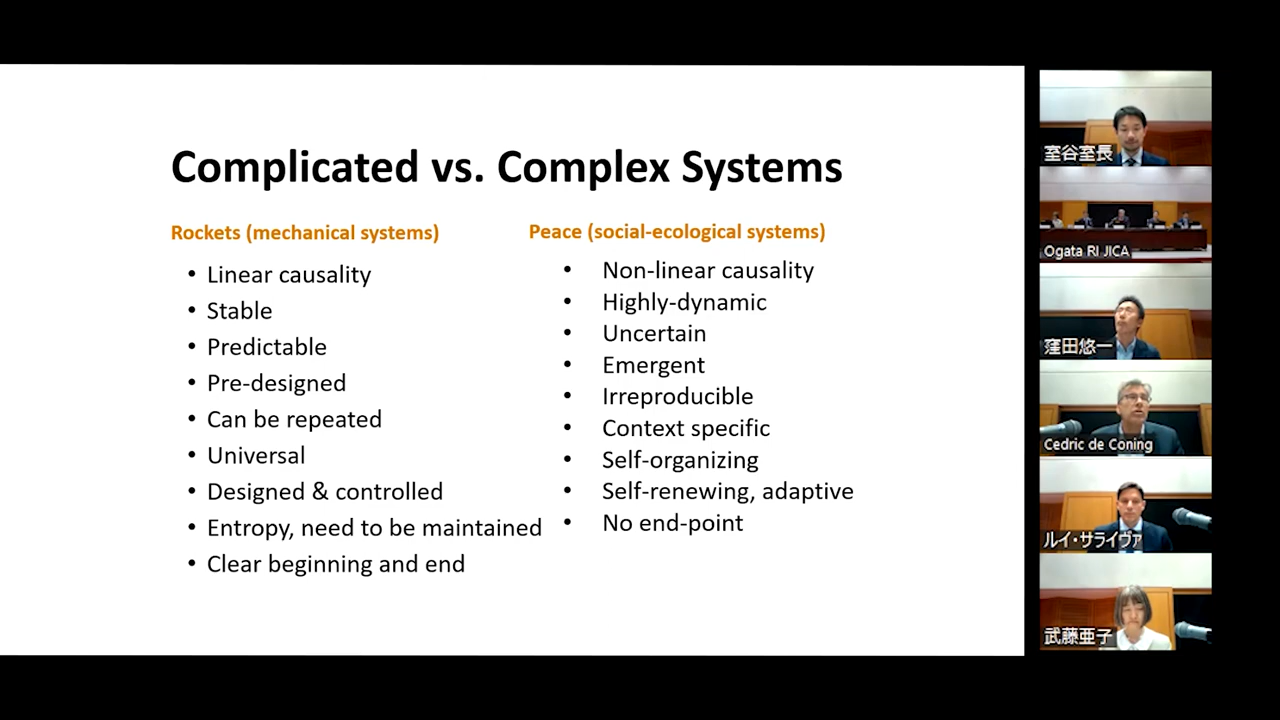 Complicated vs. Complex Systems
Rockets (mechanical systems)
• Linear causality
• Stable
• Predictable
• Pre-designed
• Can be repeated
• Universal
• Designed & controlled
• Entropy, need to be maintained
• Clear beginning and end
Peace (social-ecological systems)
• Non-linear causality
• Highly-dynamic
• Uncertain
• Emergent
• Irreproducible
• Context specific
• Self-organizing
• Self-renewing, adaptive
• No end-point
室谷室長
Ogata RI JICA
窪田悠一
Cedric de Coning
ルイ・サライヴァ
武藤亜子